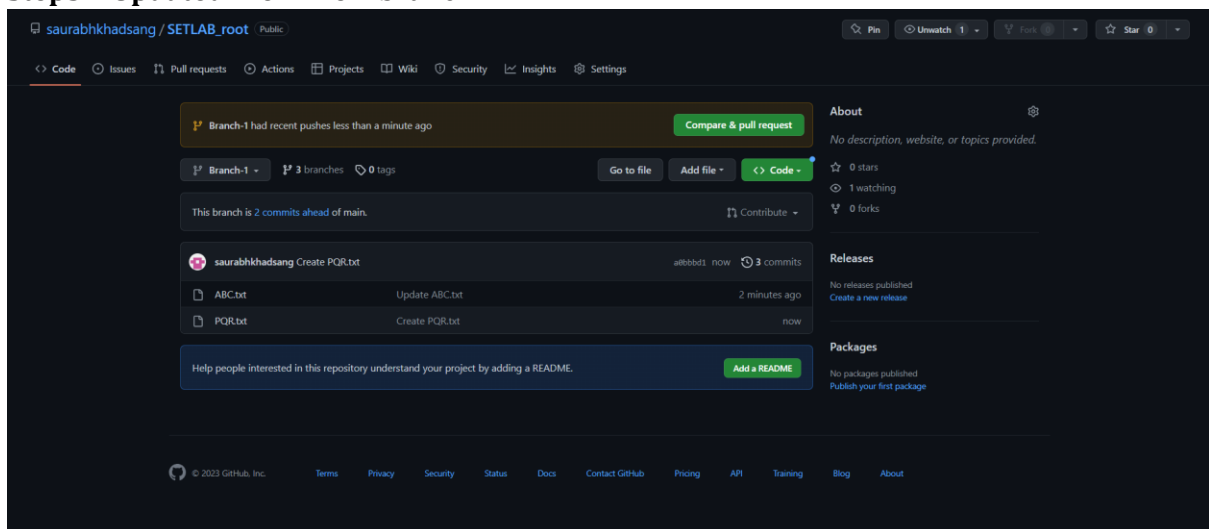 saurabhkhadsang / SETLAB_root Public
Pin Unwatch 1 Fork 0 Star 0
<> Code Issues Pull requests Actions Projects Wiki Security Insights Settings
Branch-1 had recent pushes less than a minute ago Compare & pull request
Branch-1 3 branches 0 tags Go to file Add file <> Code
This branch is 2 commits ahead of main. Contribute
saurabhkhadsang Create PQR.txt now 3 commits
ABC.txt Update ABC.txt 2 minutes ago
PQR.txt Create PQR.txt now
Help people interested in this repository understand your project by adding a README. Add a README
About
No description, website, or topics provided.
0 stars
1 watching
0 forks
Releases
No releases published
Create a new release
Packages
No packages published
Publish your first package
© 2023 GitHub, Inc. Terms Privacy Security Status Docs Contact GitHub Pricing API Training Blog About